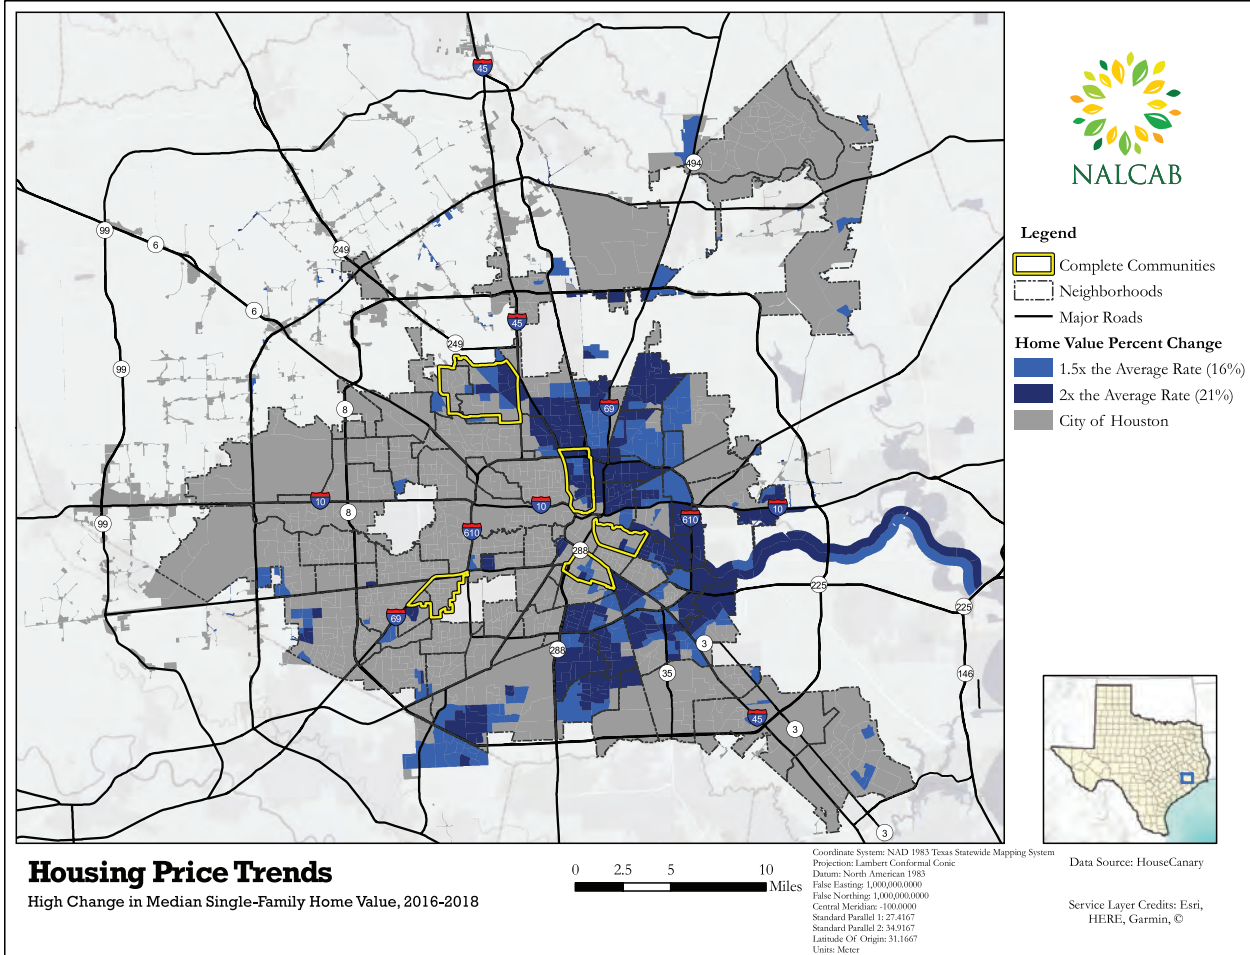 45
494
99
6
249
6
45
249
99
69
8
10
8
10
10
610
610
99
288
225
225
69
3
288
35
146
45
3
3
NALCAB
Legend
Complete Communities
Neighborhoods
Major Roads
Home Value Percent Change
1.5x the Average Rate (16%)
2x the Average Rate (21%)
City of Houston
Housing Price Trends
High Change in Median Single-Family Home Value, 2016-2018
0 2.5 5 10
Miles
Coordinate System: NAD 1983 Texas Statewide Mapping System
Projection: Lambert Conformal Conic
Datum: North American 1983
False Easting: 1,000,000.0000
False Northing: 1,000,000.0000
Central Meridian: -100.0000
Standard Parallel 1: 27.4167
Standard Parallel 2: 34.9167
Latitude Of Origin: 31.1667
Units: Meter
Data Source: HouseCanary
Service Layer Credits: Esri,
HERE, Garmin, ©